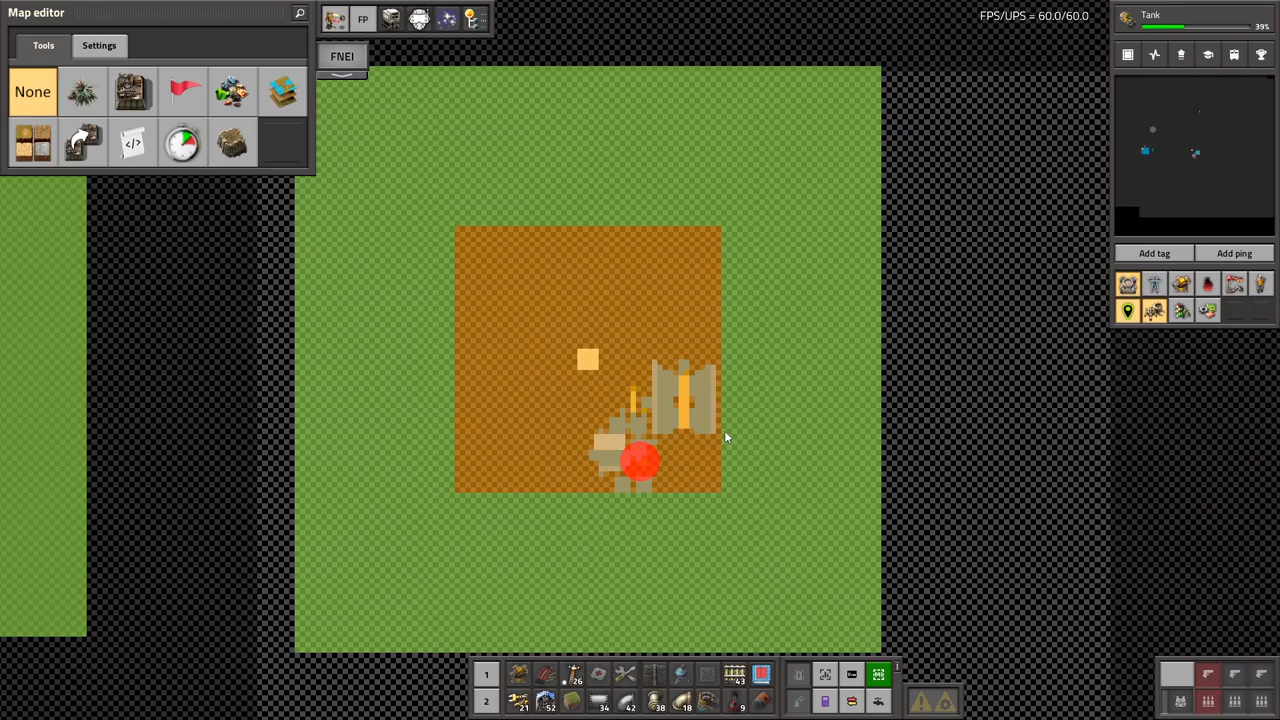 Map editor
FP
FPS/UPS = 60.0/60.0
Tank
39%
Tools
Settings
FNEI
None
</>
Add tag
Add ping
1
26
43
2
21
52
34
42
38
18
9